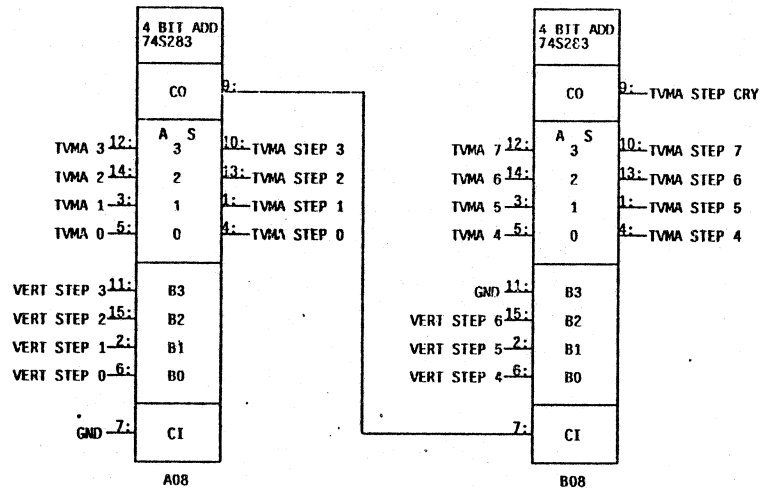 4 BIT ADD
74S283
CO
9:
A S
TVMA 3 12: 3 10: TVMA STEP 3
TVMA 2 14: 2 13: TVMA STEP 2
TVMA 1 3: 1 1: TVMA STEP 1
TVMA 0 5: 0 4: TVMA STEP 0
VERT STEP 3 11: B3
VERT STEP 2 15: B2
VERT STEP 1 2: B1
VERT STEP 0 6: B0
GND 7: CI
A08
4 BIT ADD
74S283
CO 9: TVMA STEP CRY
A S
TVMA 7 12: 3 10: TVMA STEP 7
TVMA 6 14: 2 13: TVMA STEP 6
TVMA 5 3: 1 1: TVMA STEP 5
TVMA 4 5: 0 4: TVMA STEP 4
GND 11: B3
VERT STEP 6 15: B2
VERT STEP 5 2: B1
VERT STEP 4 6: B0
7: CI
B08